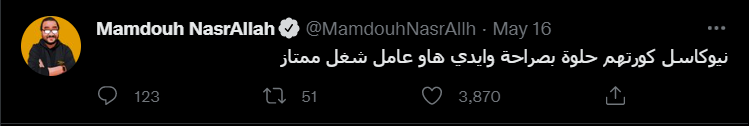 Mamdouh NasrAllah @MamdouhNasrAllh · May 16
نيوكاسل كورتهم حلوة بصراحة وايدي هاو عامل شغل ممتاز
123 51 3,870